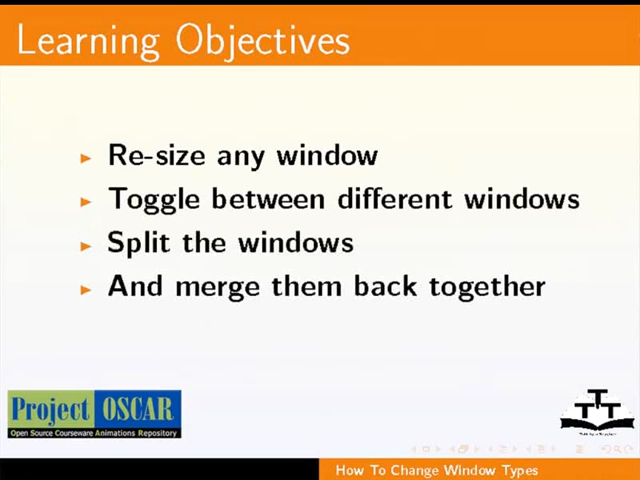 Learning Objectives
Re-size any window
Toggle between different windows
Split the windows
And merge them back together
Project OSCAR
Open Source Courseware Animations Repository
TTT
How To Change Window Types